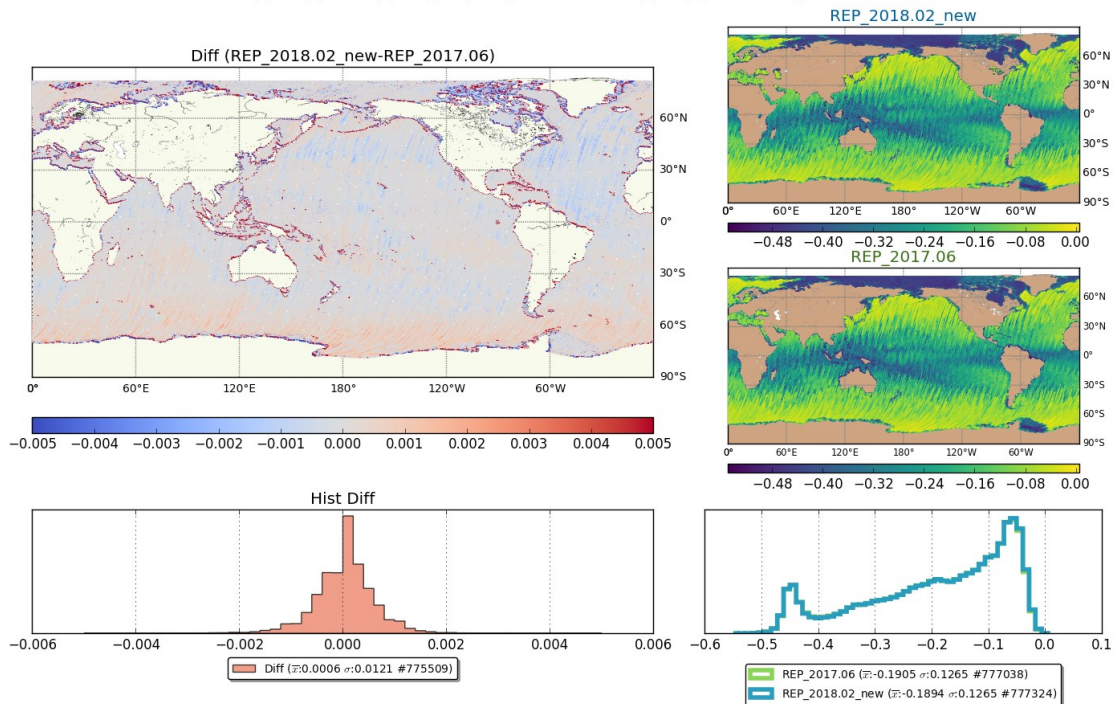 REP_2018.02_new
Diff (REP_2018.02_new-REP_2017.06)
60°N
30°N
0°
30°S
60°S
90°S
0° 60°E 120°E 180° 120°W 60°W
60°N
30°N
0°
30°S
60°S
90°S
0° 60°E 120°E 180° 120°W 60°W
−0.48 −0.40 −0.32 −0.24 −0.16 −0.08 0.00
REP_2017.06
60°N
30°N
0°
30°S
60°S
90°S
0° 60°E 120°E 180° 120°W 60°W
−0.005 −0.004 −0.003 −0.002 −0.001 0.000 0.001 0.002 0.003 0.004 0.005
−0.48 −0.40 −0.32 −0.24 −0.16 −0.08 0.00
Hist Diff
−0.006 −0.004 −0.002 0.000 0.002 0.004 0.006
Diff (x̅:0.0006 σ:0.0121 #775509)
−0.6 −0.5 −0.4 −0.3 −0.2 −0.1 0.0 0.1
REP_2017.06 (x̅:-0.1905 σ:0.1265 #777038)
REP_2018.02_new (x̅:-0.1894 σ:0.1265 #777324)